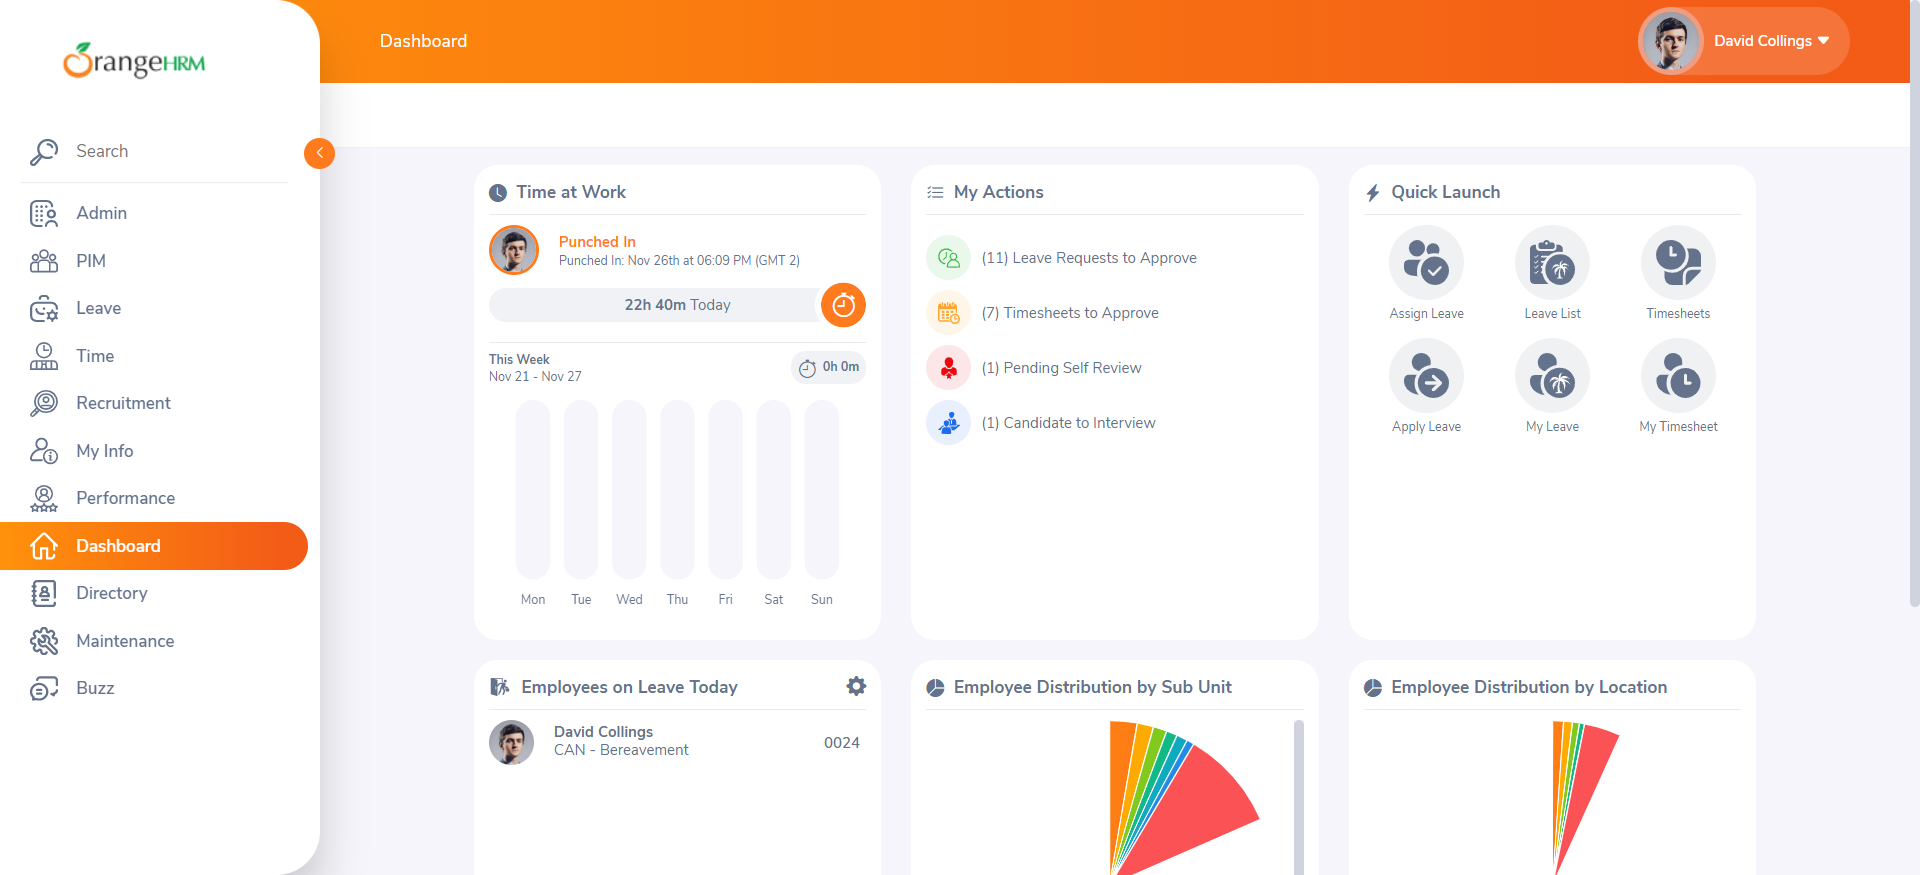 OrangeHRM
Dashboard
David Collings
Search
Admin
PIM
Leave
Time
Recruitment
My Info
Performance
Dashboard
Directory
Maintenance
Buzz
Time at Work
Punched In
Punched In: Nov 26th at 06:09 PM (GMT 2)
22h 40m Today
This Week
Nov 21 - Nov 27
0h 0m
Mon Tue Wed Thu Fri Sat Sun
My Actions
(11) Leave Requests to Approve
(7) Timesheets to Approve
(1) Pending Self Review
(1) Candidate to Interview
Quick Launch
Assign Leave Leave List Timesheets
Apply Leave My Leave My Timesheet
Employees on Leave Today
David Collings
CAN - Bereavement
0024
Employee Distribution by Sub Unit
Employee Distribution by Location